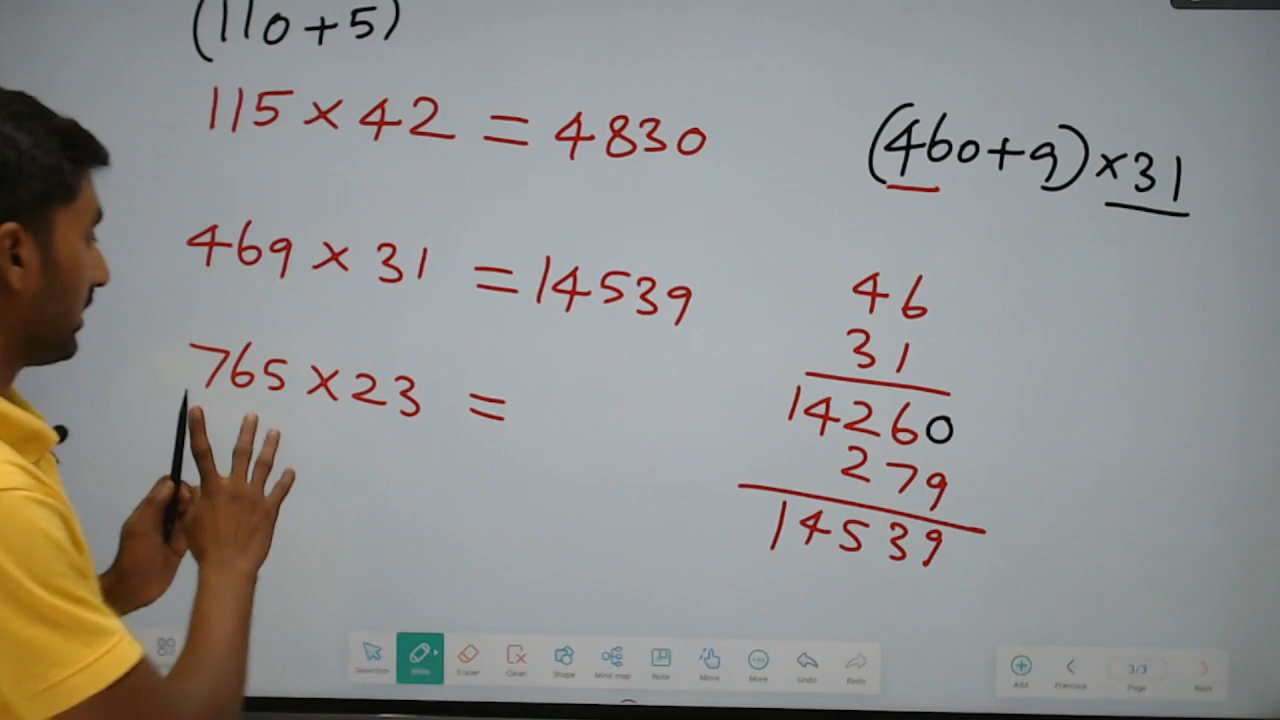 (110+5)
115 × 42 = 4830
469 × 31 = 14539
765 × 23 =
(460+9) × 31
46
31
14260
279
14539
Selection Write Eraser Clean Shape Mind map Note Move More Undo Redo
Add Previous 3/3 Page Next